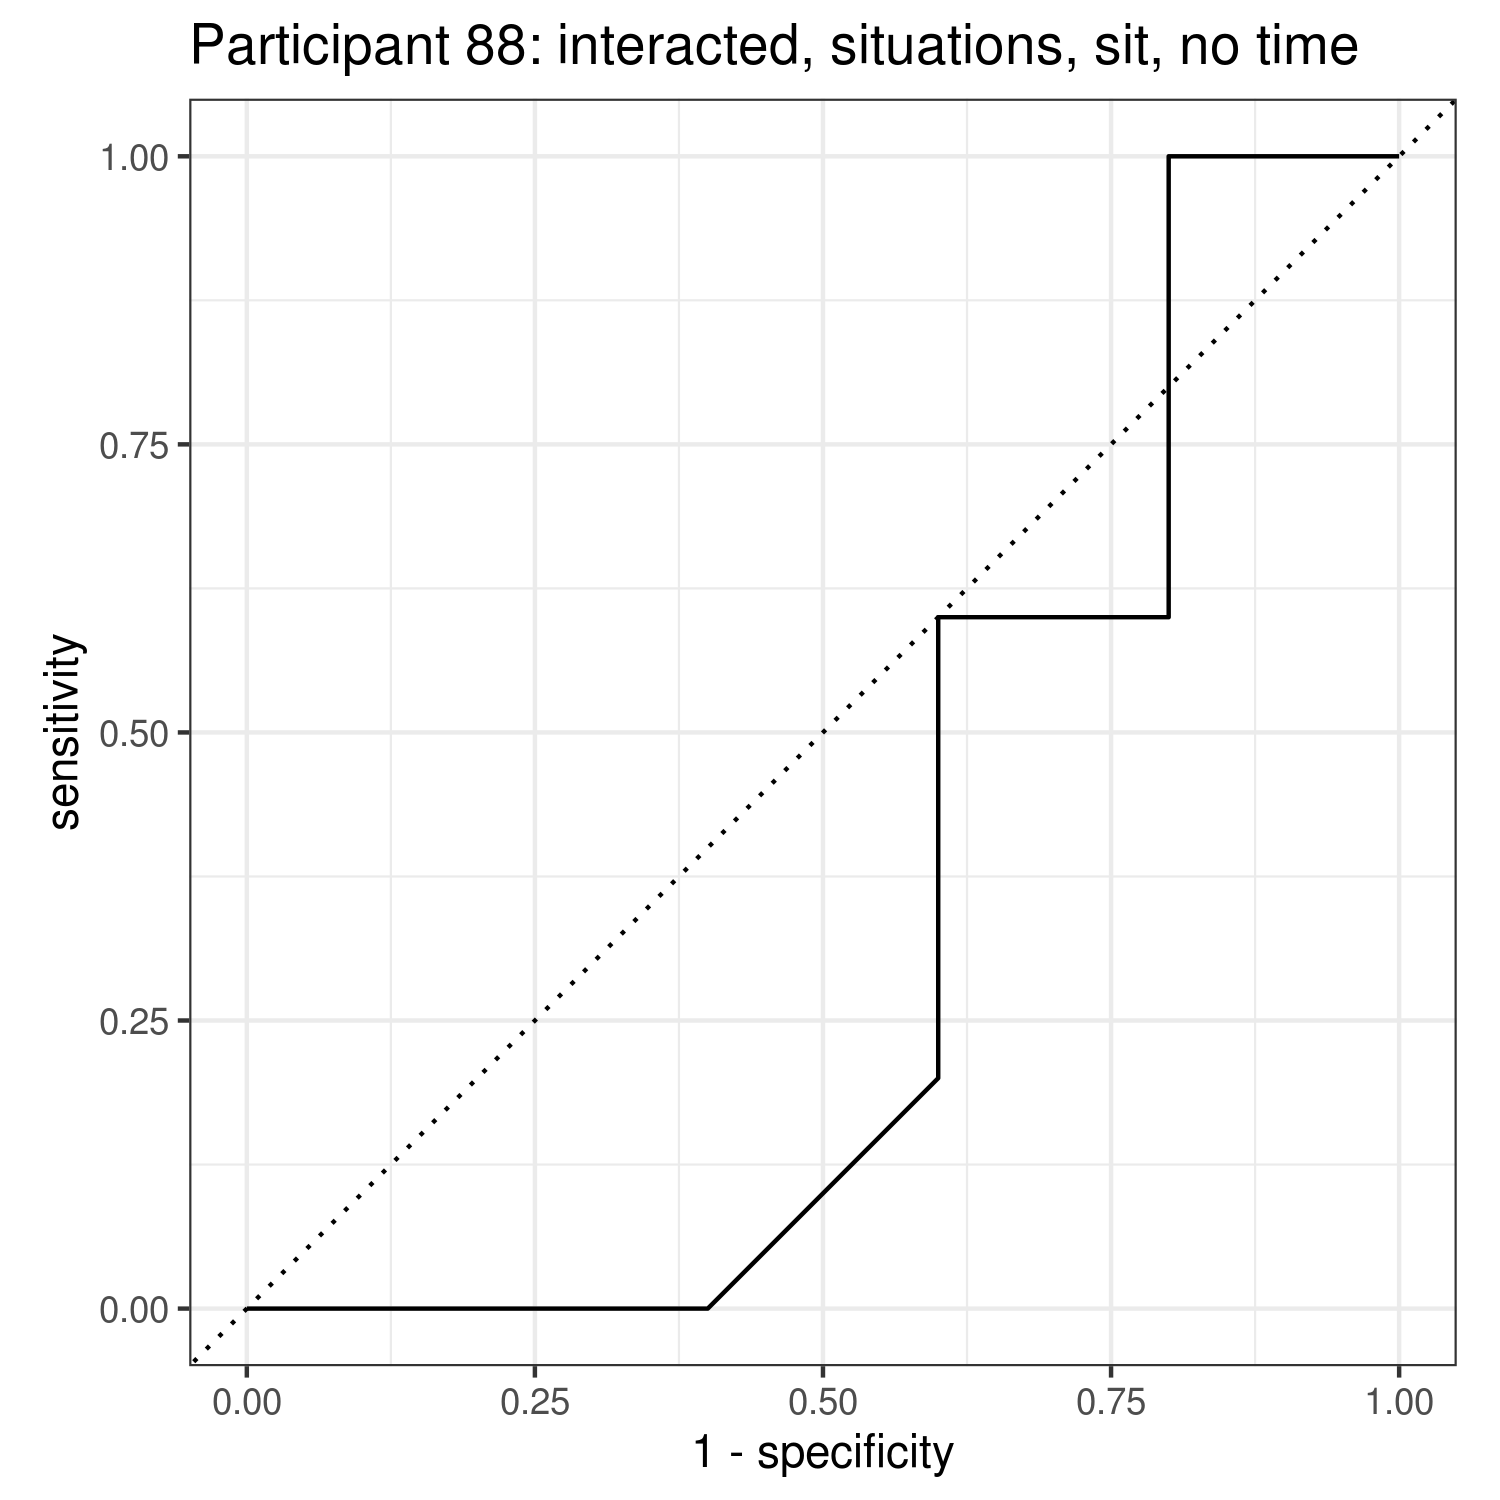 Participant 88: interacted, situations, sit, no time
1.00
0.75
0.50
0.25
0.00
sensitivity
0.00 0.25 0.50 0.75 1.00
1 - specificity